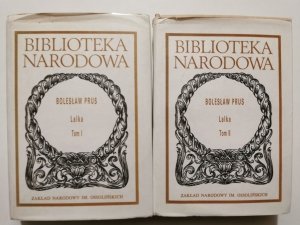 BIBLIOTEKA
NARODOWA
BOLESŁAW PRUS
Lalka
Tom I
ZAKŁAD NARODOWY IM. OSSOLIŃSKICH
BIBLIOTEKA
NARODOWA
BOLESŁAW PRUS
Lalka
Tom II
ZAKŁAD NARODOWY IM. OSSOLIŃSKICH